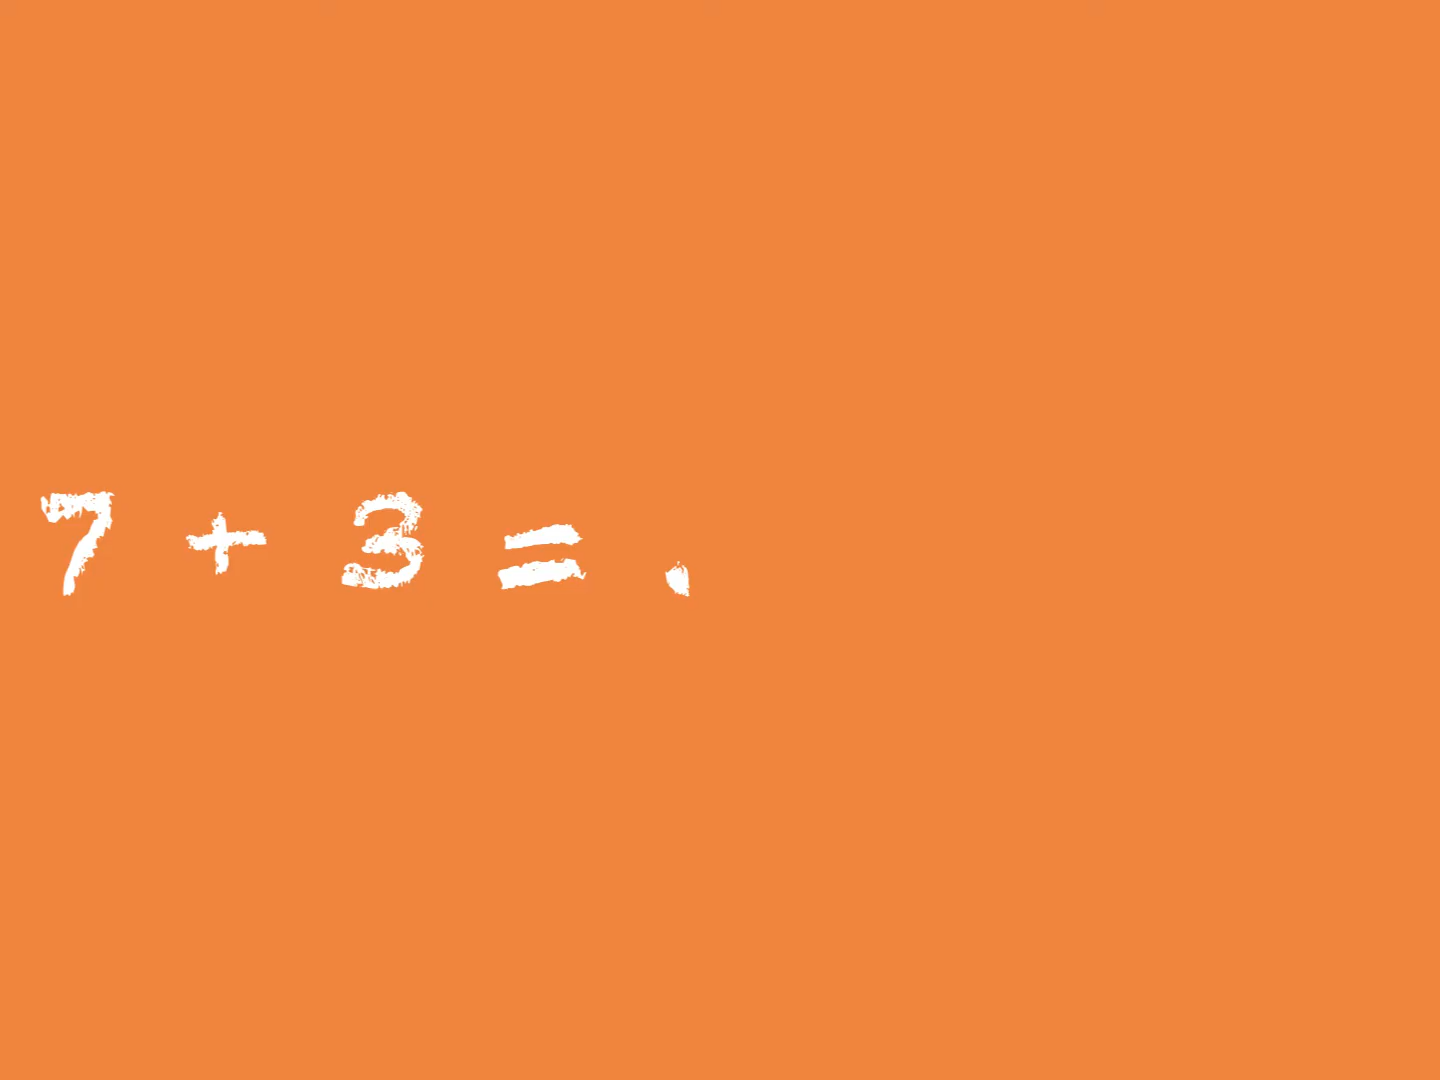 7 + 3 = .